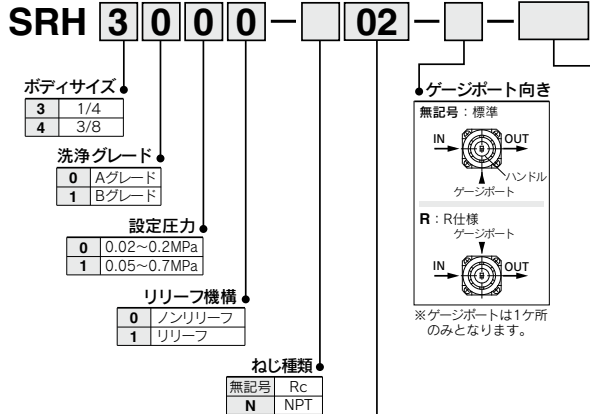 SRH 3 0 0 0 － 02 － －
ボディサイズ
3 1/4
4 3/8
洗浄グレード
0 Aグレード
1 Bグレード
設定圧力
0 0.02～0.2MPa
1 0.05～0.7MPa
リリーフ機構
0 ノンリリーフ
1 リリーフ
ねじ種類
無記号 Rc
N NPT
ゲージポート向き
無記号：標準
IN OUT
ハンドル
ゲージポート
R：R仕様
ゲージポート
IN OUT
※ゲージポートは1ケ所
のみとなります。